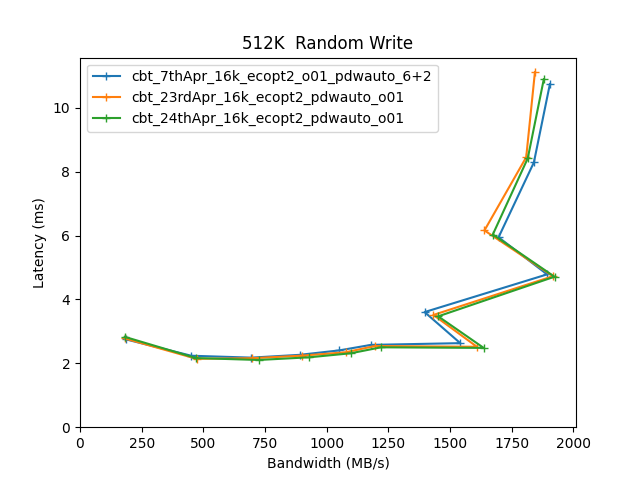 512K  Random Write
cbt_7thApr_16k_ecopt2_o01_pdwauto_6+2
cbt_23rdApr_16k_ecopt2_pdwauto_o01
cbt_24thApr_16k_ecopt2_pdwauto_o01
10
8
6
4
2
0
Latency (ms)
0 250 500 750 1000 1250 1500 1750 2000
Bandwidth (MB/s)